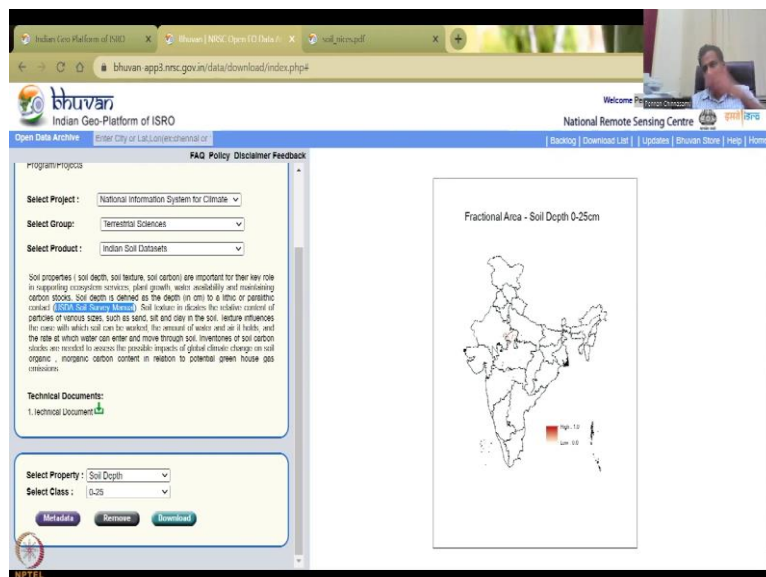 Indian Geo Platform of ISRO X
Bhuvan | NRSC Open EO Data A X
soil_nices.pdf X
bhuvan-app3.nrsc.gov.in/data/download/index.php#
bhuvan
Indian Geo-Platform of ISRO
Welcome
National Remote Sensing Centre
Open Data Archive
| Backlog | Download List | | Updates | Bhuvan Store | Help | Home
FAQ Policy Disclaimer Feedback
Program/Projects
Select Project : National Information System for Climate
Select Group: Terrestrial Sciences
Select Product : Indian Soil Datasets
Soil properties ( soil depth, soil texture, soil carbon) are important for their key role
in supporting ecosystem services, plant growth, water availability and maintaining
carbon stocks. Soil depth is defined as the depth (in cm) to a lithic or paralithic
contact (USDA Soil Survey Manual). Soil texture in dicates the relative content of
particles of various sizes, such as sand, silt and clay in the soil. Texture influences
the ease with which soil can be worked, the amount of water and air it holds, and
the rate at which water can enter and move through soil. Inventories of soil carbon
stocks are needed to assess the possible impacts of global climate change on soil
organic , inorganic carbon content in relation to potential green house gas
emissions
Technical Documents:
1. Technical Document
Select Property : Soil Depth
Select Class : 0-25
Metadata Remove Download
Fractional Area - Soil Depth 0-25cm
High : 1.0
Low : 0.0
NPTEL